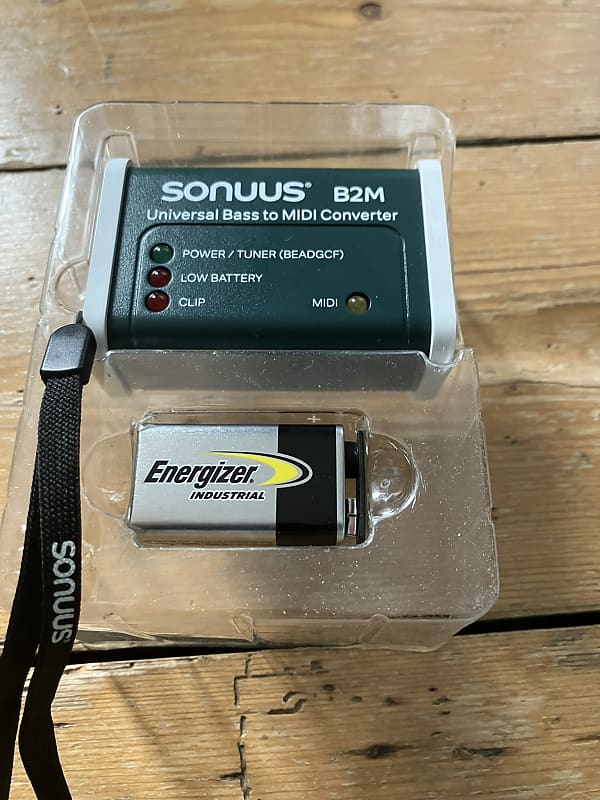 sonuus® B2M
Universal Bass to MIDI Converter
POWER / TUNER (BEADGCF)
LOW BATTERY
CLIP MIDI
+
Energizer.
INDUSTRIAL
sonuus